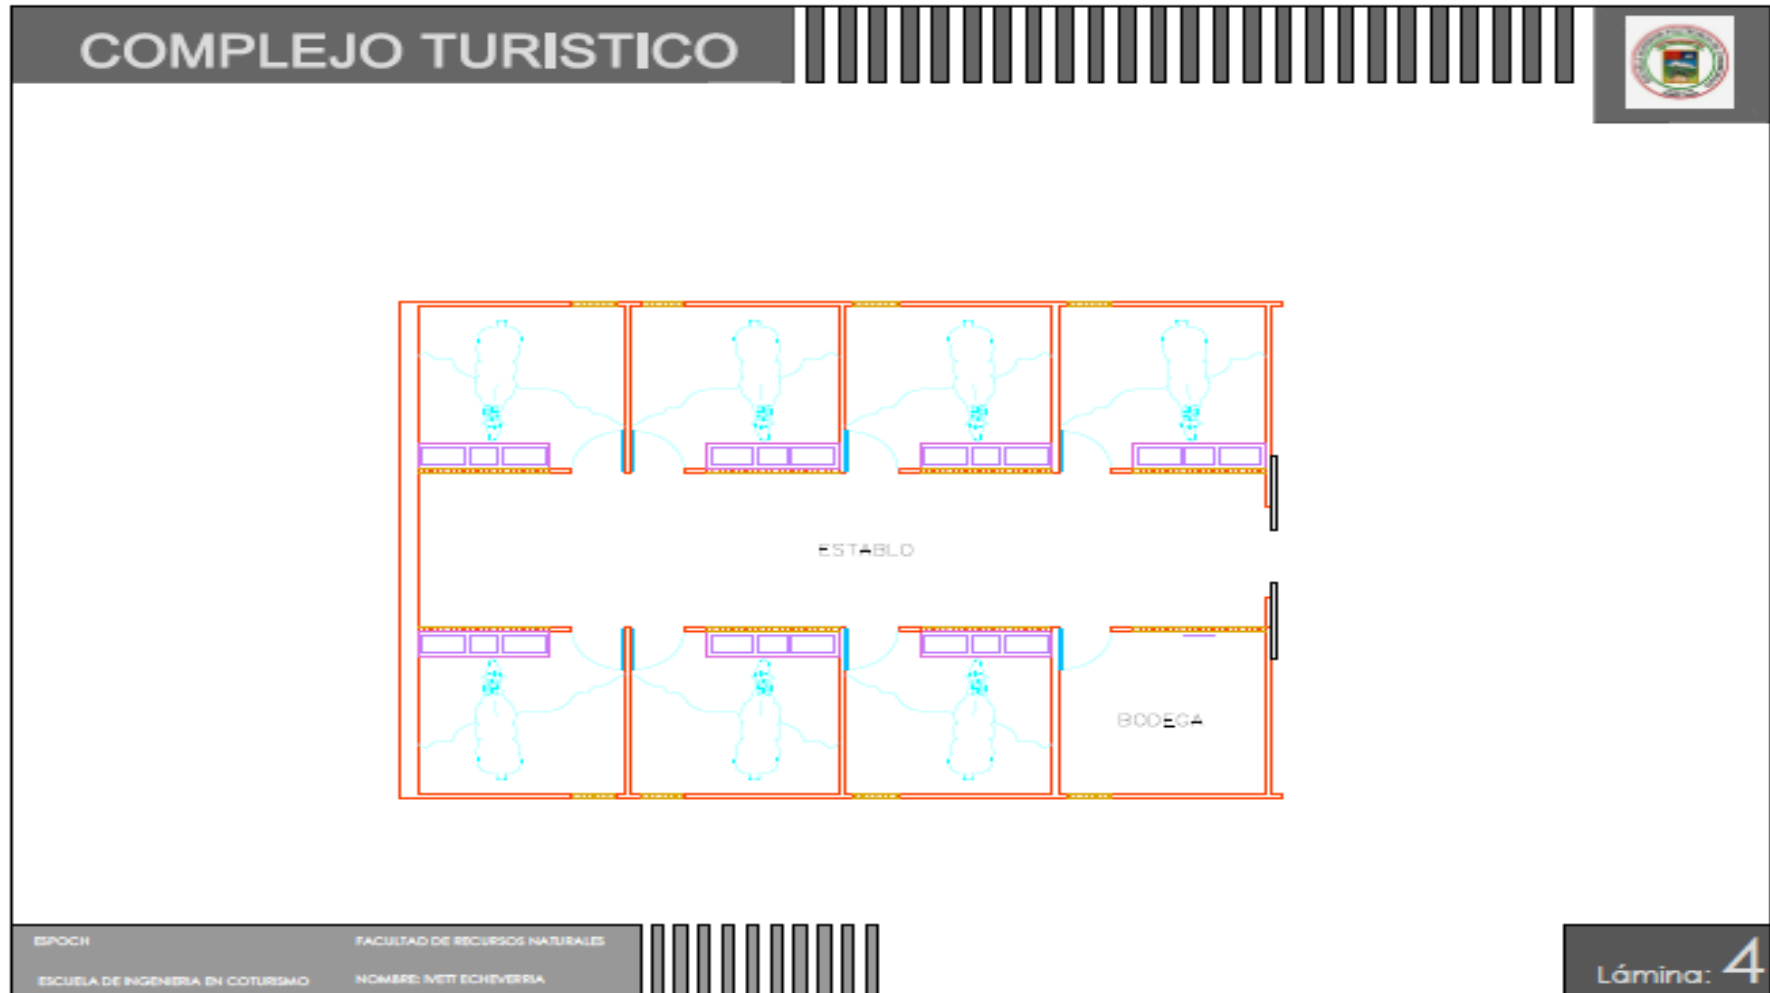 COMPLEJO TURISTICO
ESTABLO
BODEGA
ESPOCH
FACULTAD DE RECURSOS NATURALES
ESCUELA DE INGENIERIA EN COTURISMO
NOMBRE: IVETT ECHEVERRIA
Lámina: 4